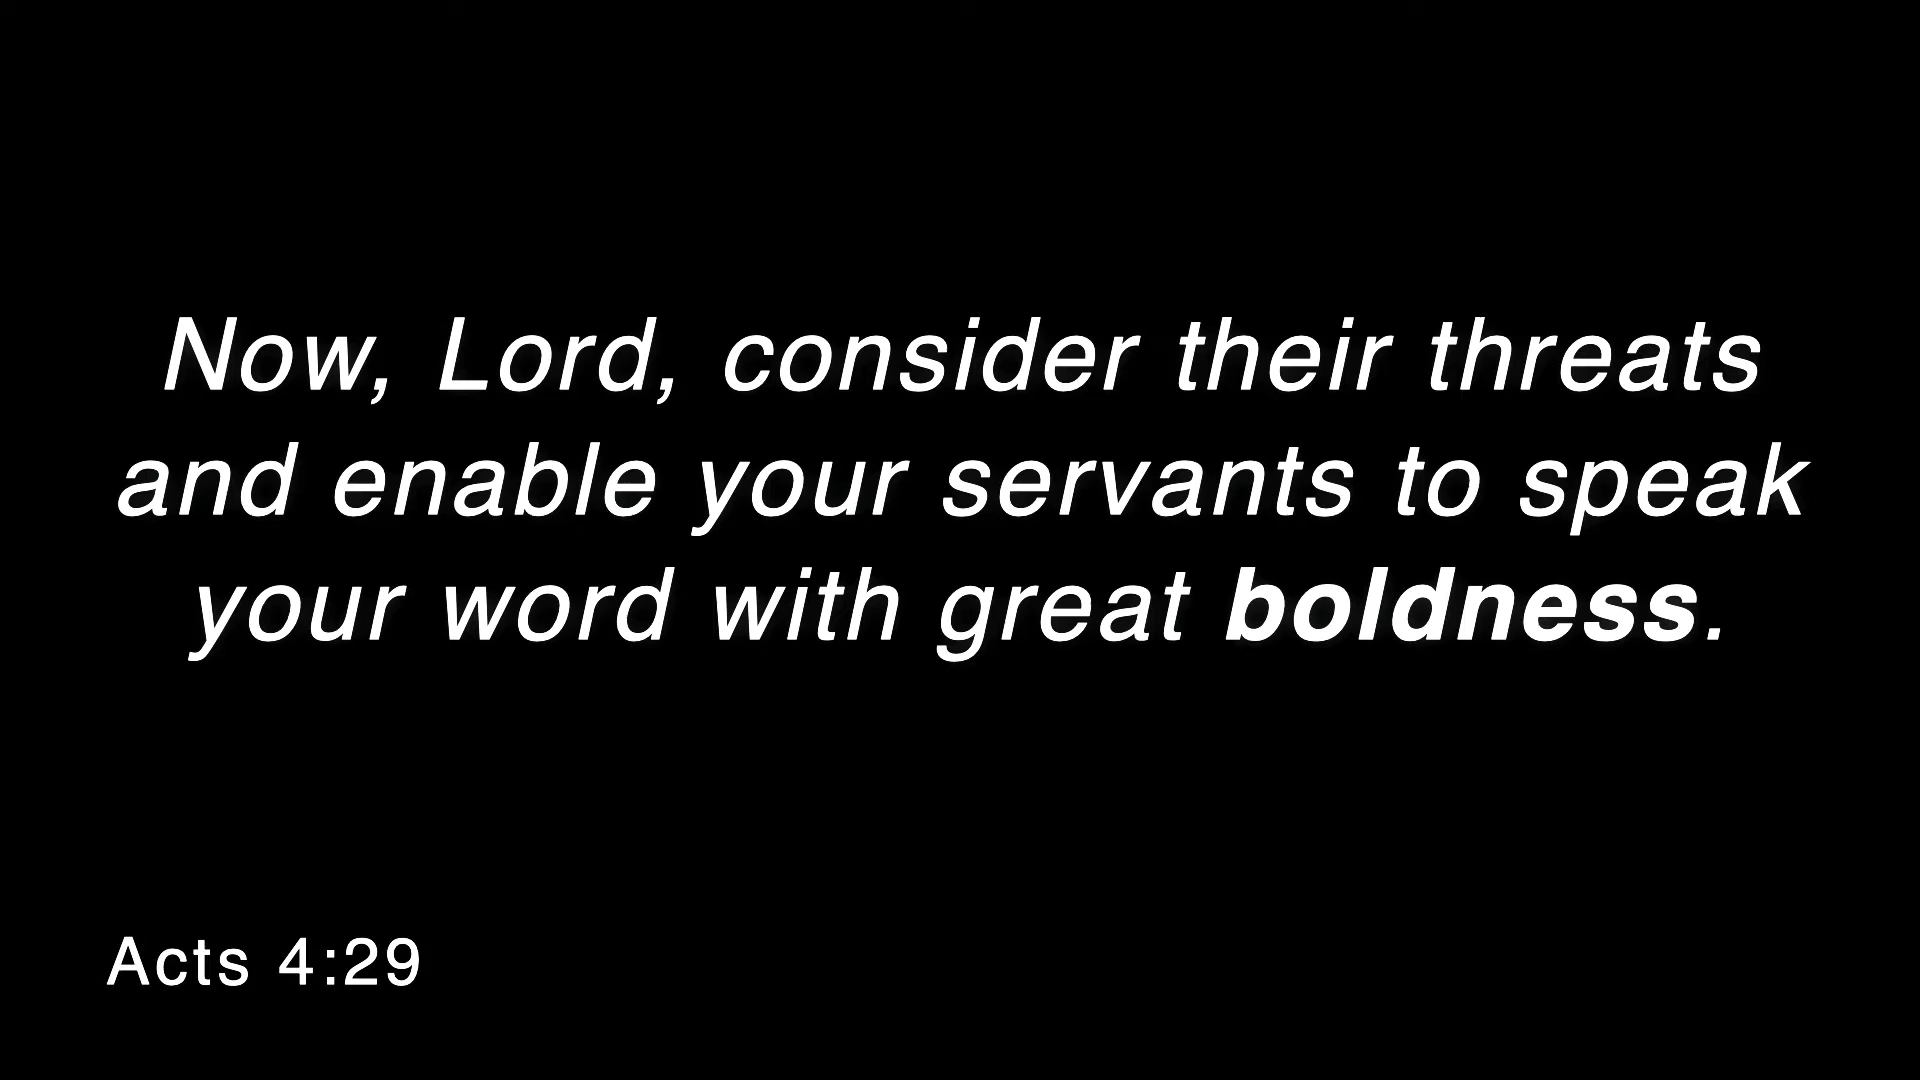 Now, Lord, consider their threats
and enable your servants to speak
your word with great boldness.
Acts 4:29